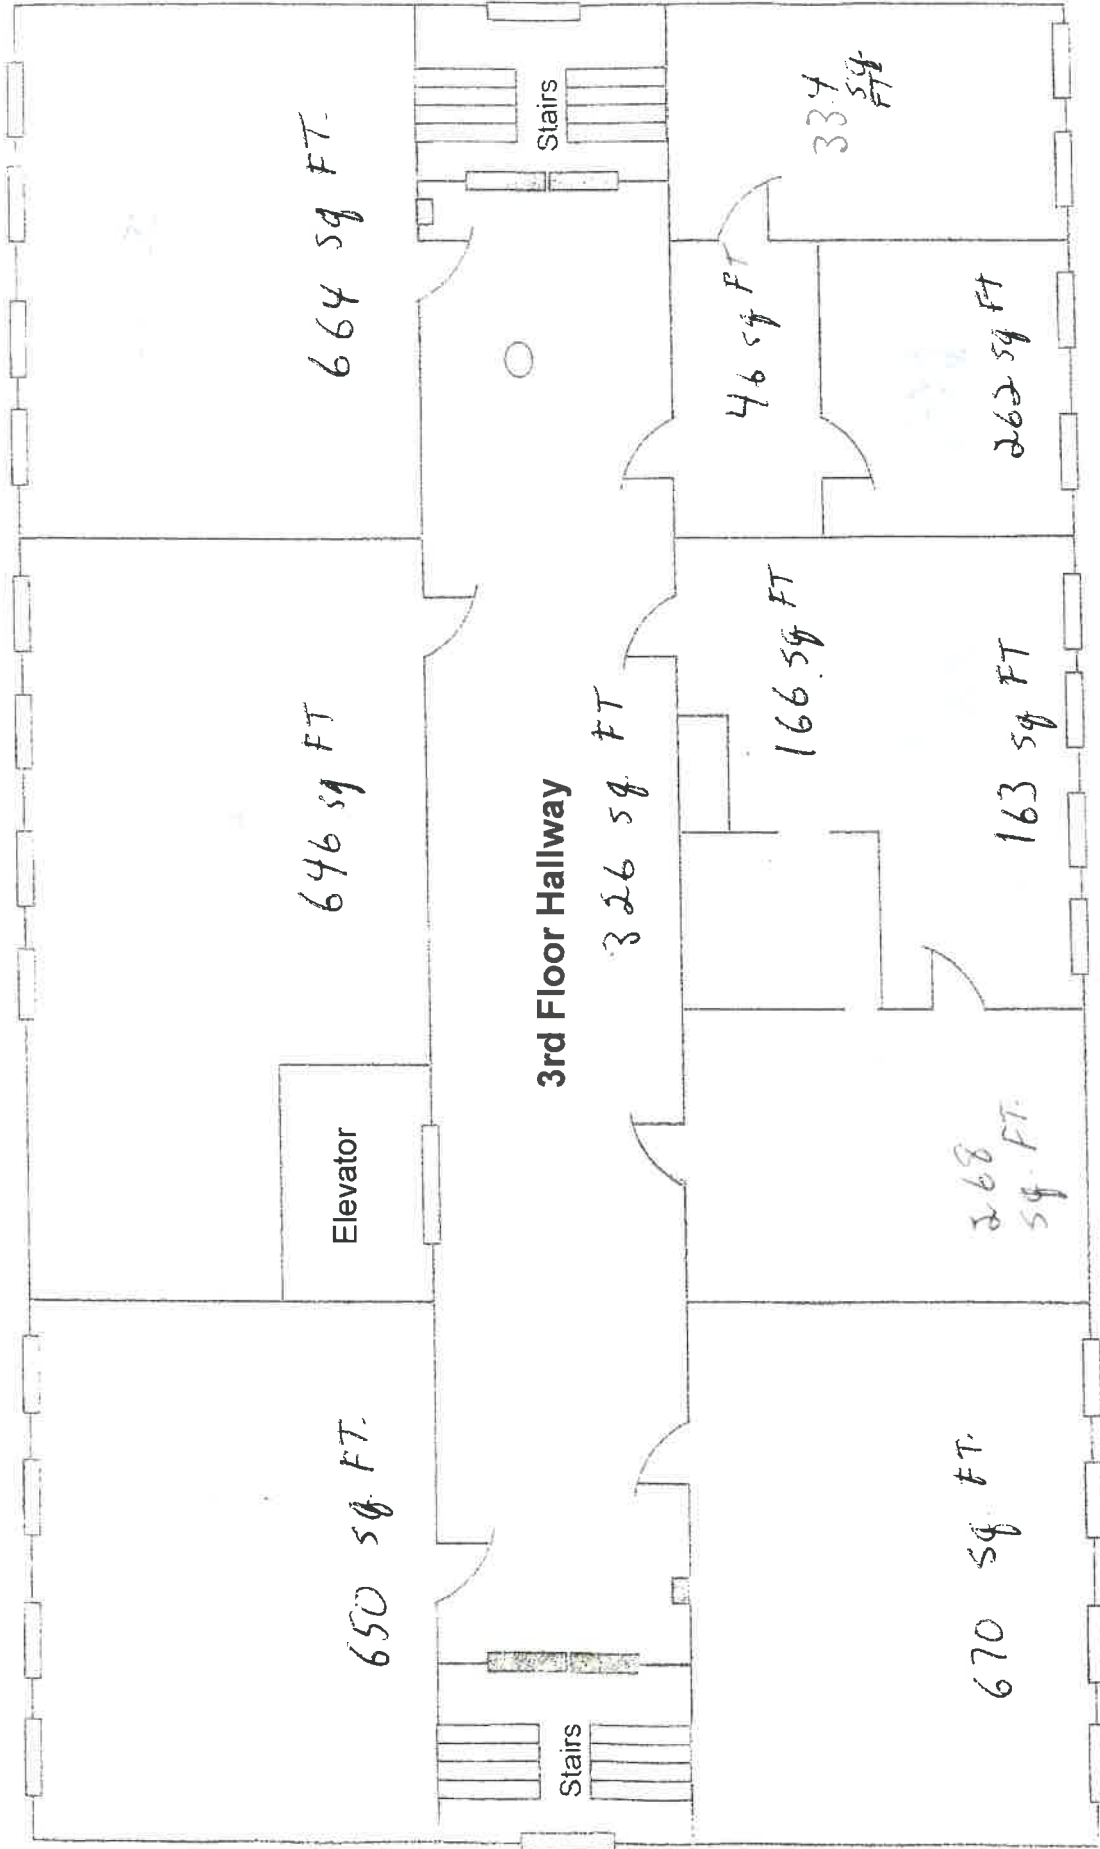 650 sq. FT.
646 sq FT
664 sq FT.
Elevator
Stairs
3rd Floor Hallway
326 sq. FT
Stairs
670 sq FT.
268
sq. FT.
166 sq FT
163 sq FT
46 sq FT
262 sq Ft
334
sq.
FT